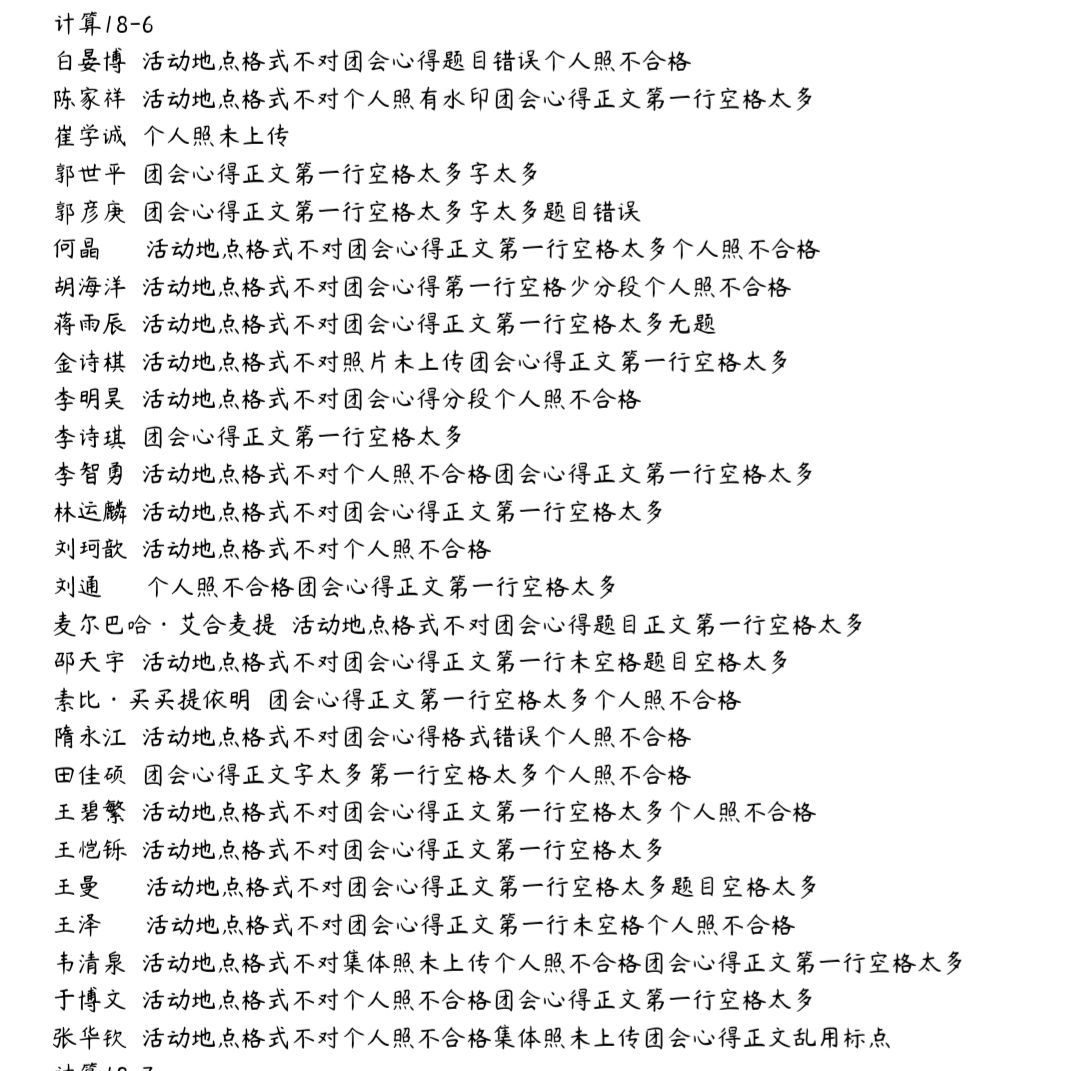 计算18-6
白晏博 活动地点格式不对团会心得题目错误个人照不合格
陈家祥 活动地点格式不对个人照有水印团会心得正文第一行空格太多
崔学诚 个人照未上传
郭世平 团会心得正文第一行空格太多字太多
郭彦庚 团会心得正文第一行空格太多字太多题目错误
何晶 活动地点格式不对团会心得正文第一行空格太多个人照不合格
胡海洋 活动地点格式不对团会心得第一行空格少分段个人照不合格
蒋雨辰 活动地点格式不对团会心得正文第一行空格太多无题
金诗棋 活动地点格式不对照片未上传团会心得正文第一行空格太多
李明昊 活动地点格式不对团会心得分段个人照不合格
李诗琪 团会心得正文第一行空格太多
李智勇 活动地点格式不对个人照不合格团会心得正文第一行空格太多
林运麟 活动地点格式不对团会心得正文第一行空格太多
刘珂歆 活动地点格式不对个人照不合格
刘通 个人照不合格团会心得正文第一行空格太多
麦尔巴哈·艾合麦提 活动地点格式不对团会心得题目正文第一行空格太多
邵天宇 活动地点格式不对团会心得正文第一行未空格题目空格太多
素比·买买提依明 团会心得正文第一行空格太多个人照不合格
隋永江 活动地点格式不对团会心得格式错误个人照不合格
田佳硕 团会心得正文字太多第一行空格太多个人照不合格
王碧繁 活动地点格式不对团会心得正文第一行空格太多个人照不合格
王恺铄 活动地点格式不对团会心得正文第一行空格太多
王曼 活动地点格式不对团会心得正文第一行空格太多题目空格太多
王泽 活动地点格式不对团会心得正文第一行未空格个人照不合格
韦清泉 活动地点格式不对集体照未上传个人照不合格团会心得正文第一行空格太多
于博文 活动地点格式不对个人照不合格团会心得正文第一行空格太多
张华钦 活动地点格式不对个人照不合格集体照未上传团会心得正文乱用标点